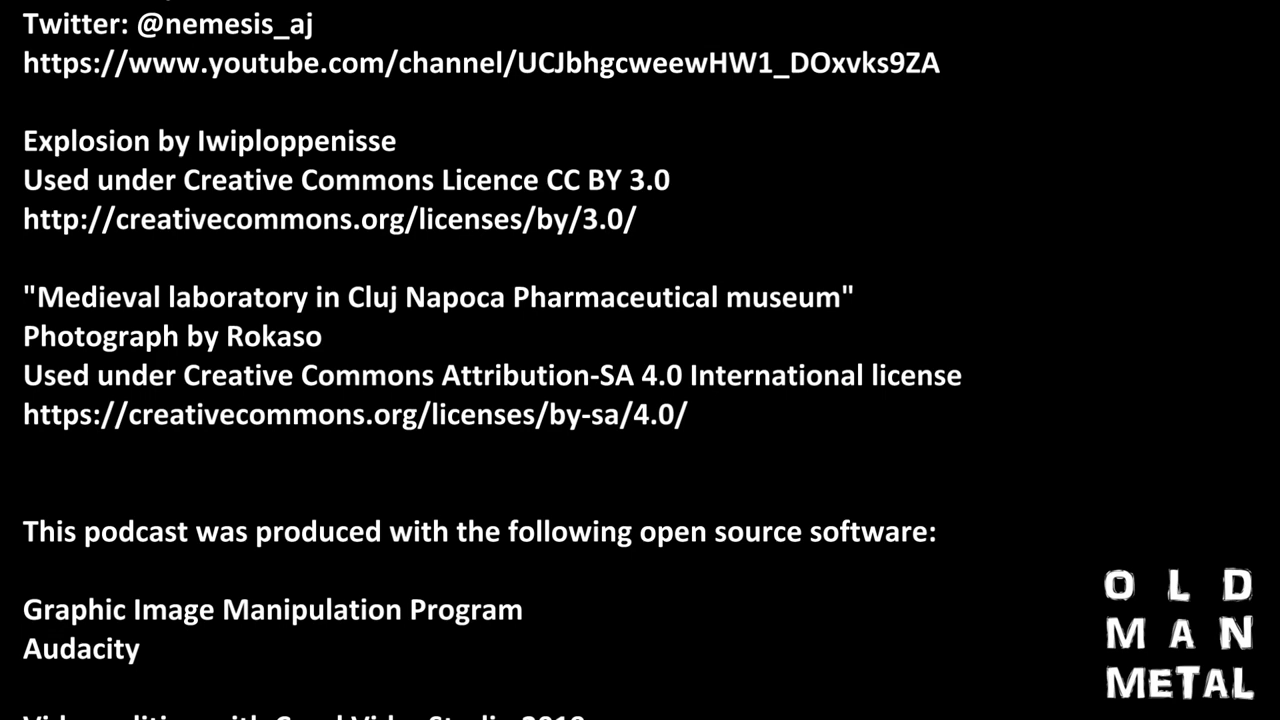 Twitter: @nemesis_aj
https://www.youtube.com/channel/UCJbhgcweewHW1_DOxvks9ZA
Explosion by Iwiploppenisse
Used under Creative Commons Licence CC BY 3.0
http://creativecommons.org/licenses/by/3.0/
"Medieval laboratory in Cluj Napoca Pharmaceutical museum"
Photograph by Rokaso
Used under Creative Commons Attribution-SA 4.0 International license
https://creativecommons.org/licenses/by-sa/4.0/
This podcast was produced with the following open source software:
Graphic Image Manipulation Program
Audacity
OLD
MAN
METAL